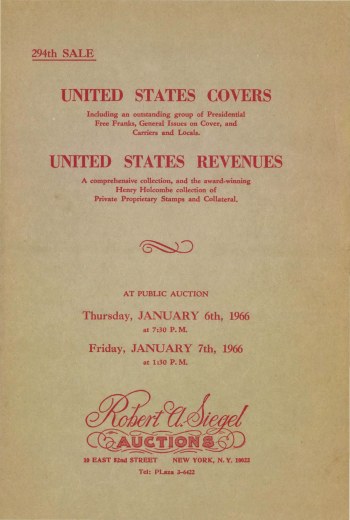 294th SALE
UNITED STATES COVERS
Including an outstanding group of Presidential
Free Franks, General Issues on Cover, and
Carriers and Locals.
UNITED STATES REVENUES
A comprehensive collection, and the award-winning
Henry Holcombe collection of
Private Proprietary Stamps and Collateral.
AT PUBLIC AUCTION
Thursday, JANUARY 6th, 1966
at 7:30 P. M.
Friday, JANUARY 7th, 1966
at 1:30 P. M.
Robert A. Siegel
AUCTIONS
EAST 82nd STREET NEW YORK, N. Y. 10022
Tel: PLaza 3-6422